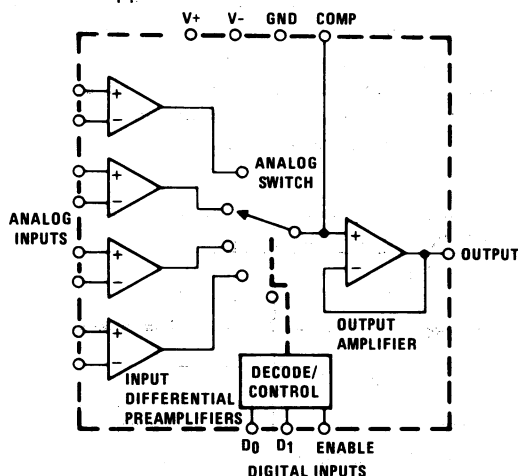 V+ V- GND COMP
+
-
+
-
+
-
+
-
ANALOG
SWITCH
ANALOG
INPUTS
+
-
OUTPUT
OUTPUT
AMPLIFIER
INPUT
DIFFERENTIAL
PREAMPLIFIERS
DECODE/
CONTROL
D0 D1 ENABLE
DIGITAL INPUTS